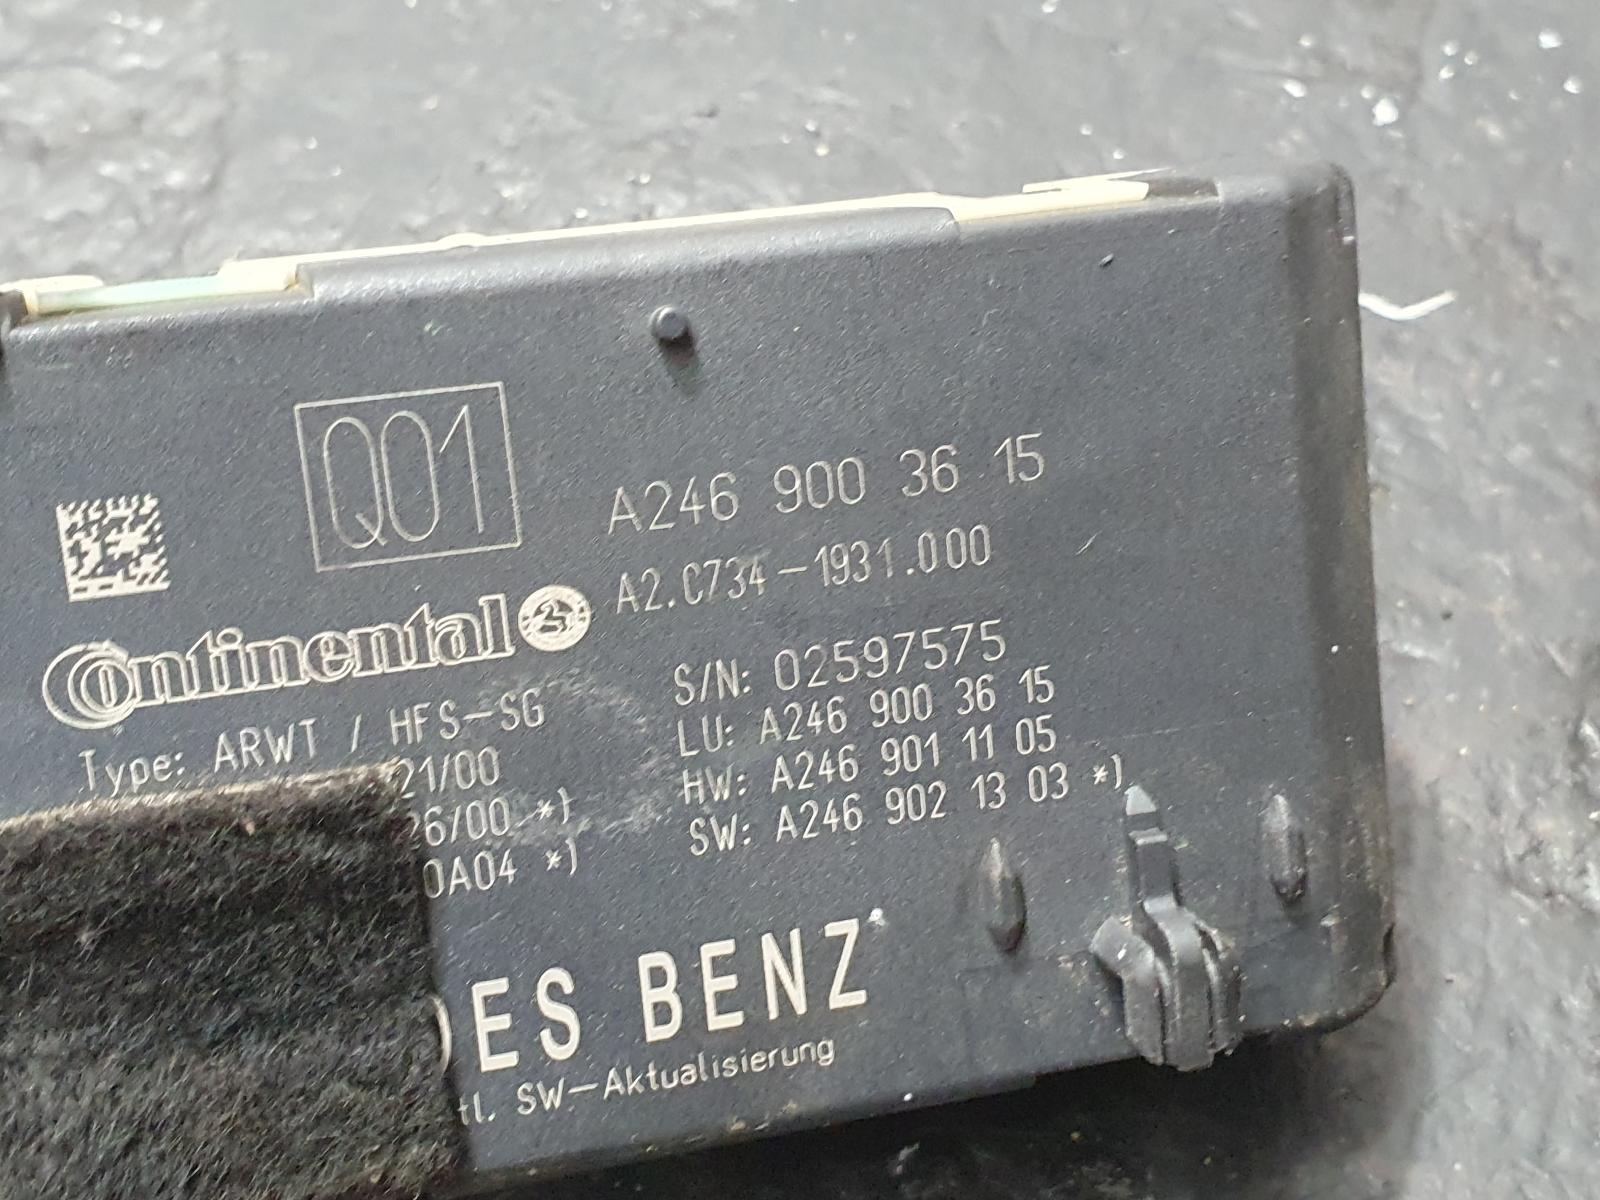 Q01
A246 900 36 15
A2.C734-1931.000
Continental
S/N: 02597575
Type: ARWT / HFS-SG
LU: A246 900 36 15
21/00
HW: A246 901 11 05
26/00 *)
SW: A246 902 13 03 *)
0A04 *)
DES BENZ
tl. SW-Aktualisierung